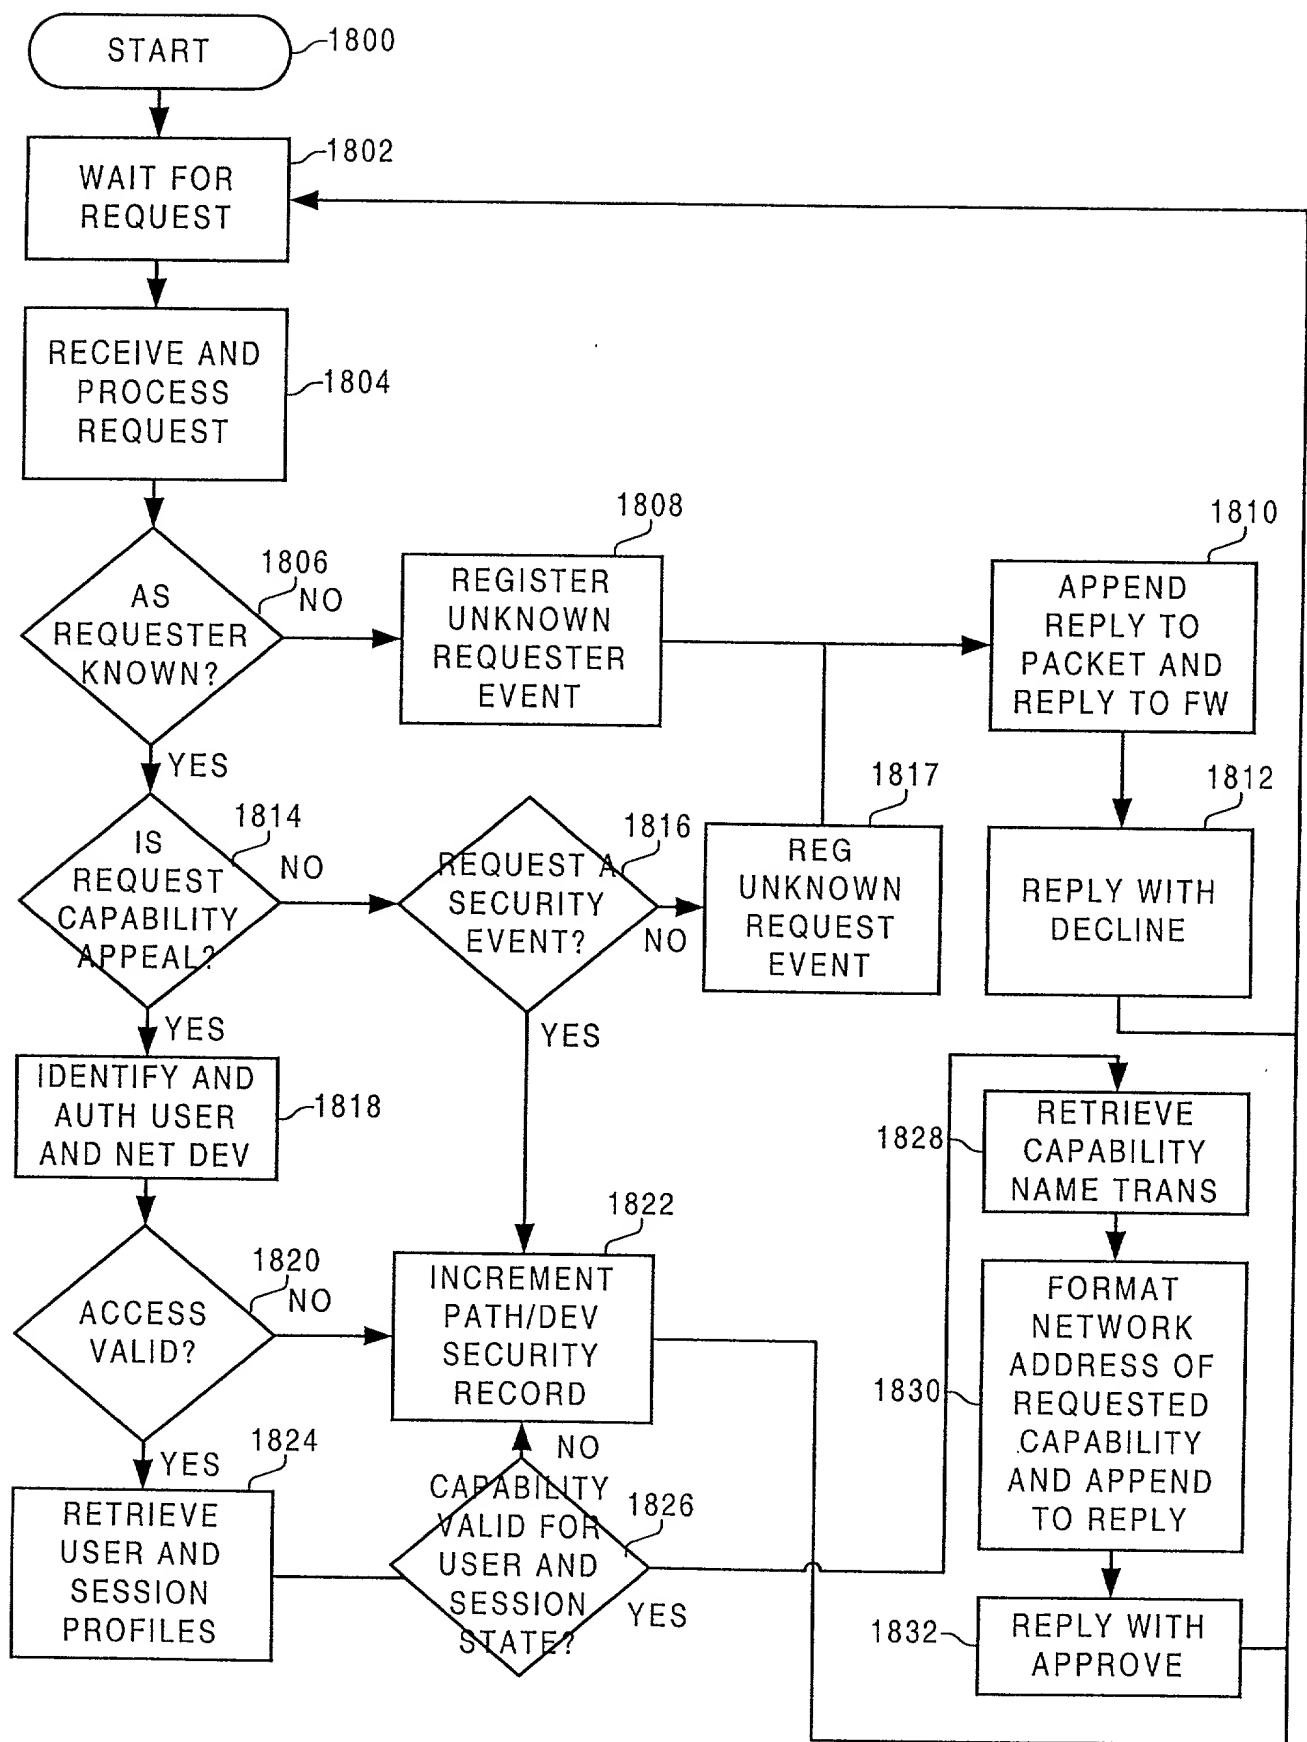 START
1800
WAIT FOR
REQUEST
1802
RECEIVE AND
PROCESS
REQUEST
1804
AS
REQUESTER
KNOWN?
1806
NO
YES
REGISTER
UNKNOWN
REQUESTER
EVENT
1808
APPEND
REPLY TO
PACKET AND
REPLY TO FW
1810
REPLY WITH
DECLINE
1812
IS
REQUEST
CAPABILITY
APPEAL?
1814
NO
YES
REQUEST A
SECURITY
EVENT?
1816
NO
YES
REG
UNKNOWN
REQUEST
EVENT
1817
IDENTIFY AND
AUTH USER
AND NET DEV
1818
ACCESS
VALID?
1820
NO
YES
INCREMENT
PATH/DEV
SECURITY
RECORD
1822
RETRIEVE
USER AND
SESSION
PROFILES
1824
NO
CAPABILITY
VALID FOR
USER AND
SESSION
STATE?
1826
YES
RETRIEVE
CAPABILITY
NAME TRANS
1828
FORMAT
NETWORK
ADDRESS OF
REQUESTED
CAPABILITY
AND APPEND
TO REPLY
1830
REPLY WITH
APPROVE
1832